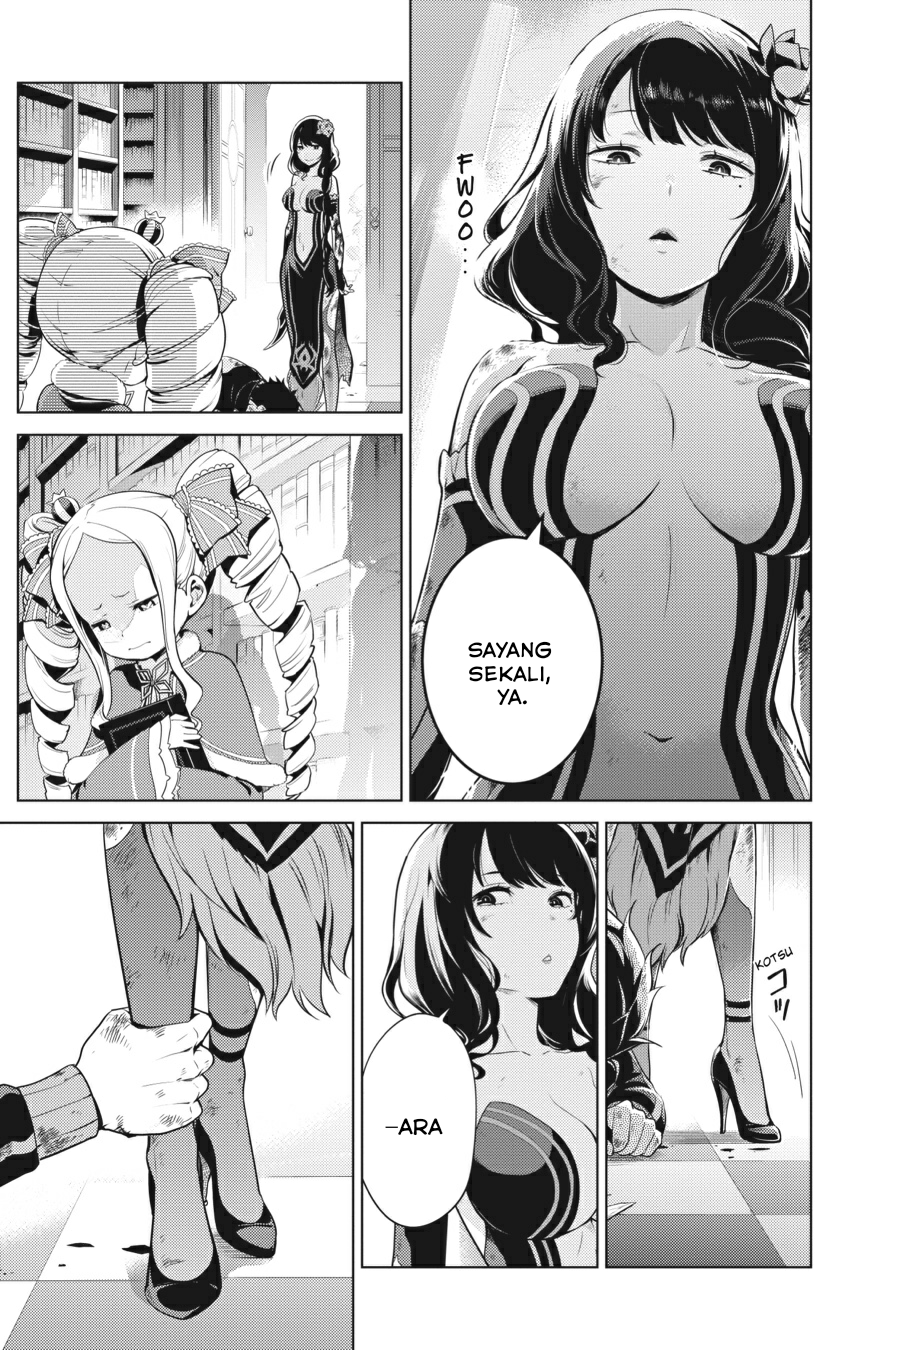 FWOO...
SAYANG
SEKALI,
YA.
KOTSU
コツ
–ARA